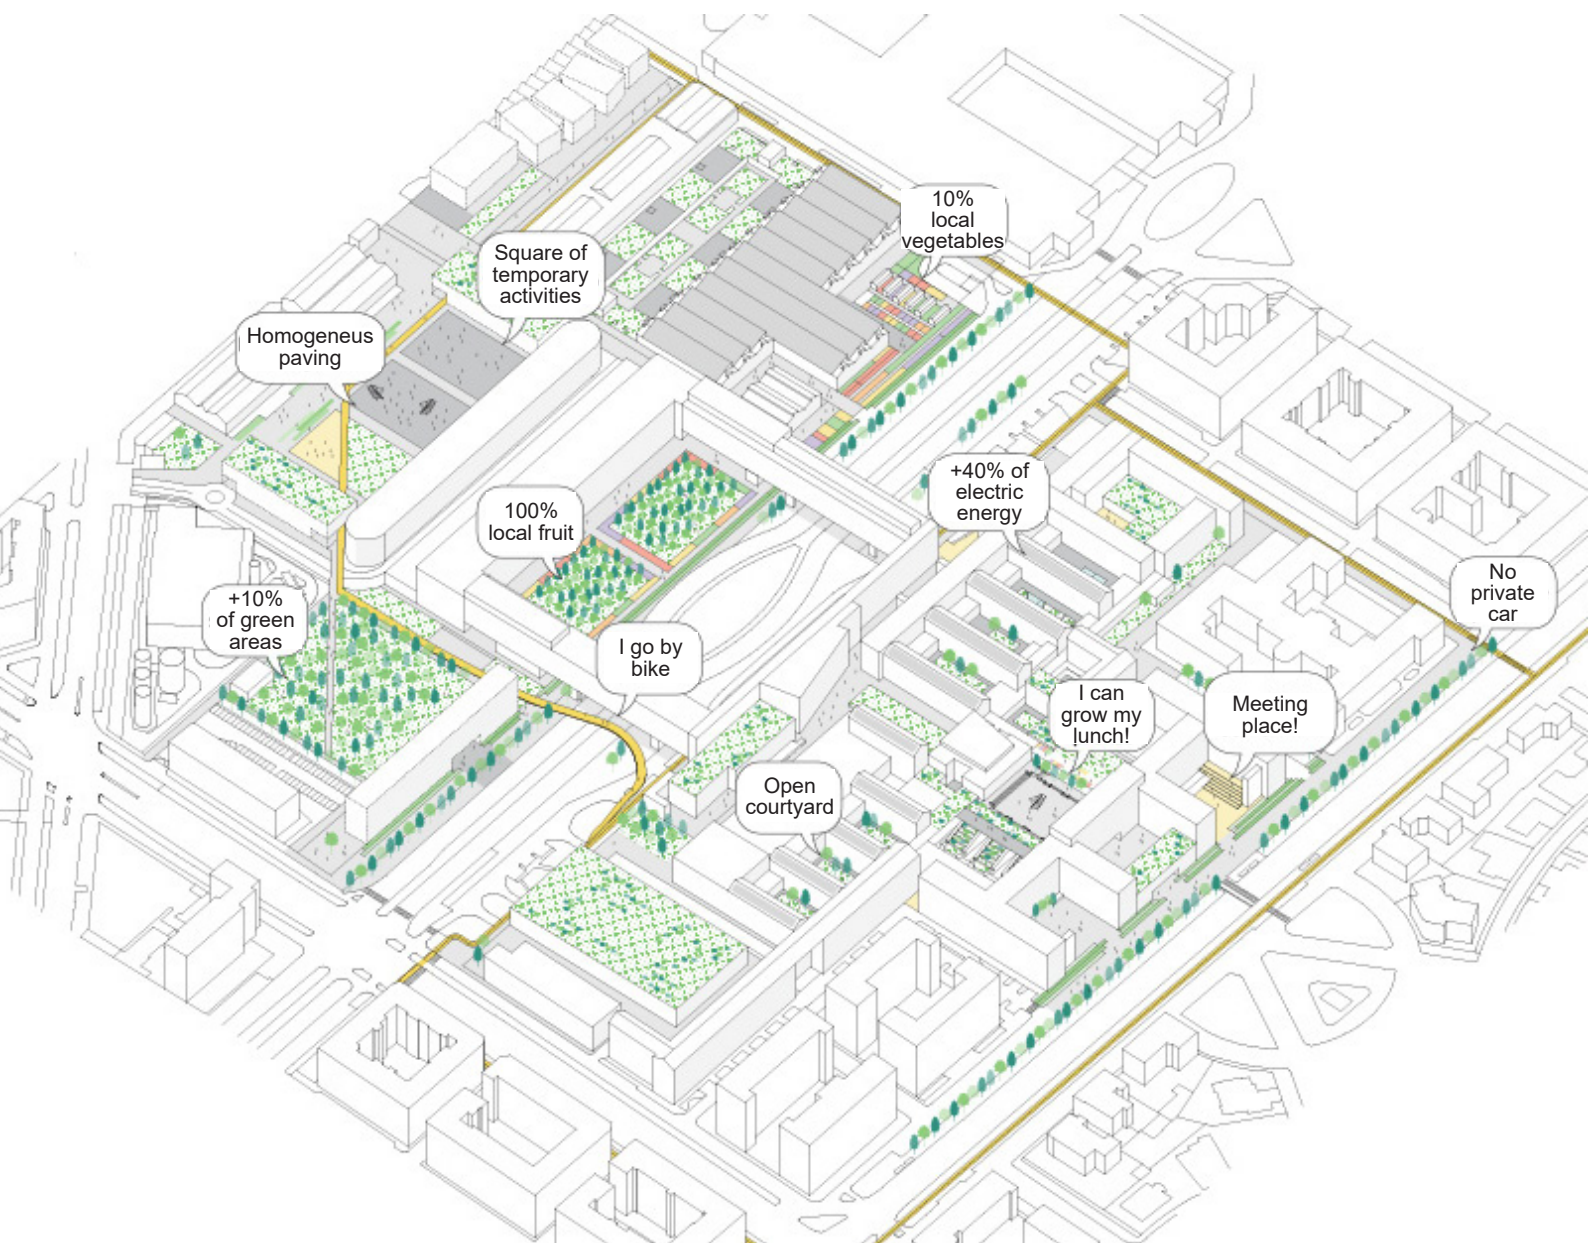 10%
local
vegetables
Square of
temporary
activities
Homogeneus
paving
+40% of
electric
energy
100%
local fruit
No
private
car
+10%
of green
areas
I go by
bike
I can
grow my
lunch!
Meeting
place!
Open
courtyard